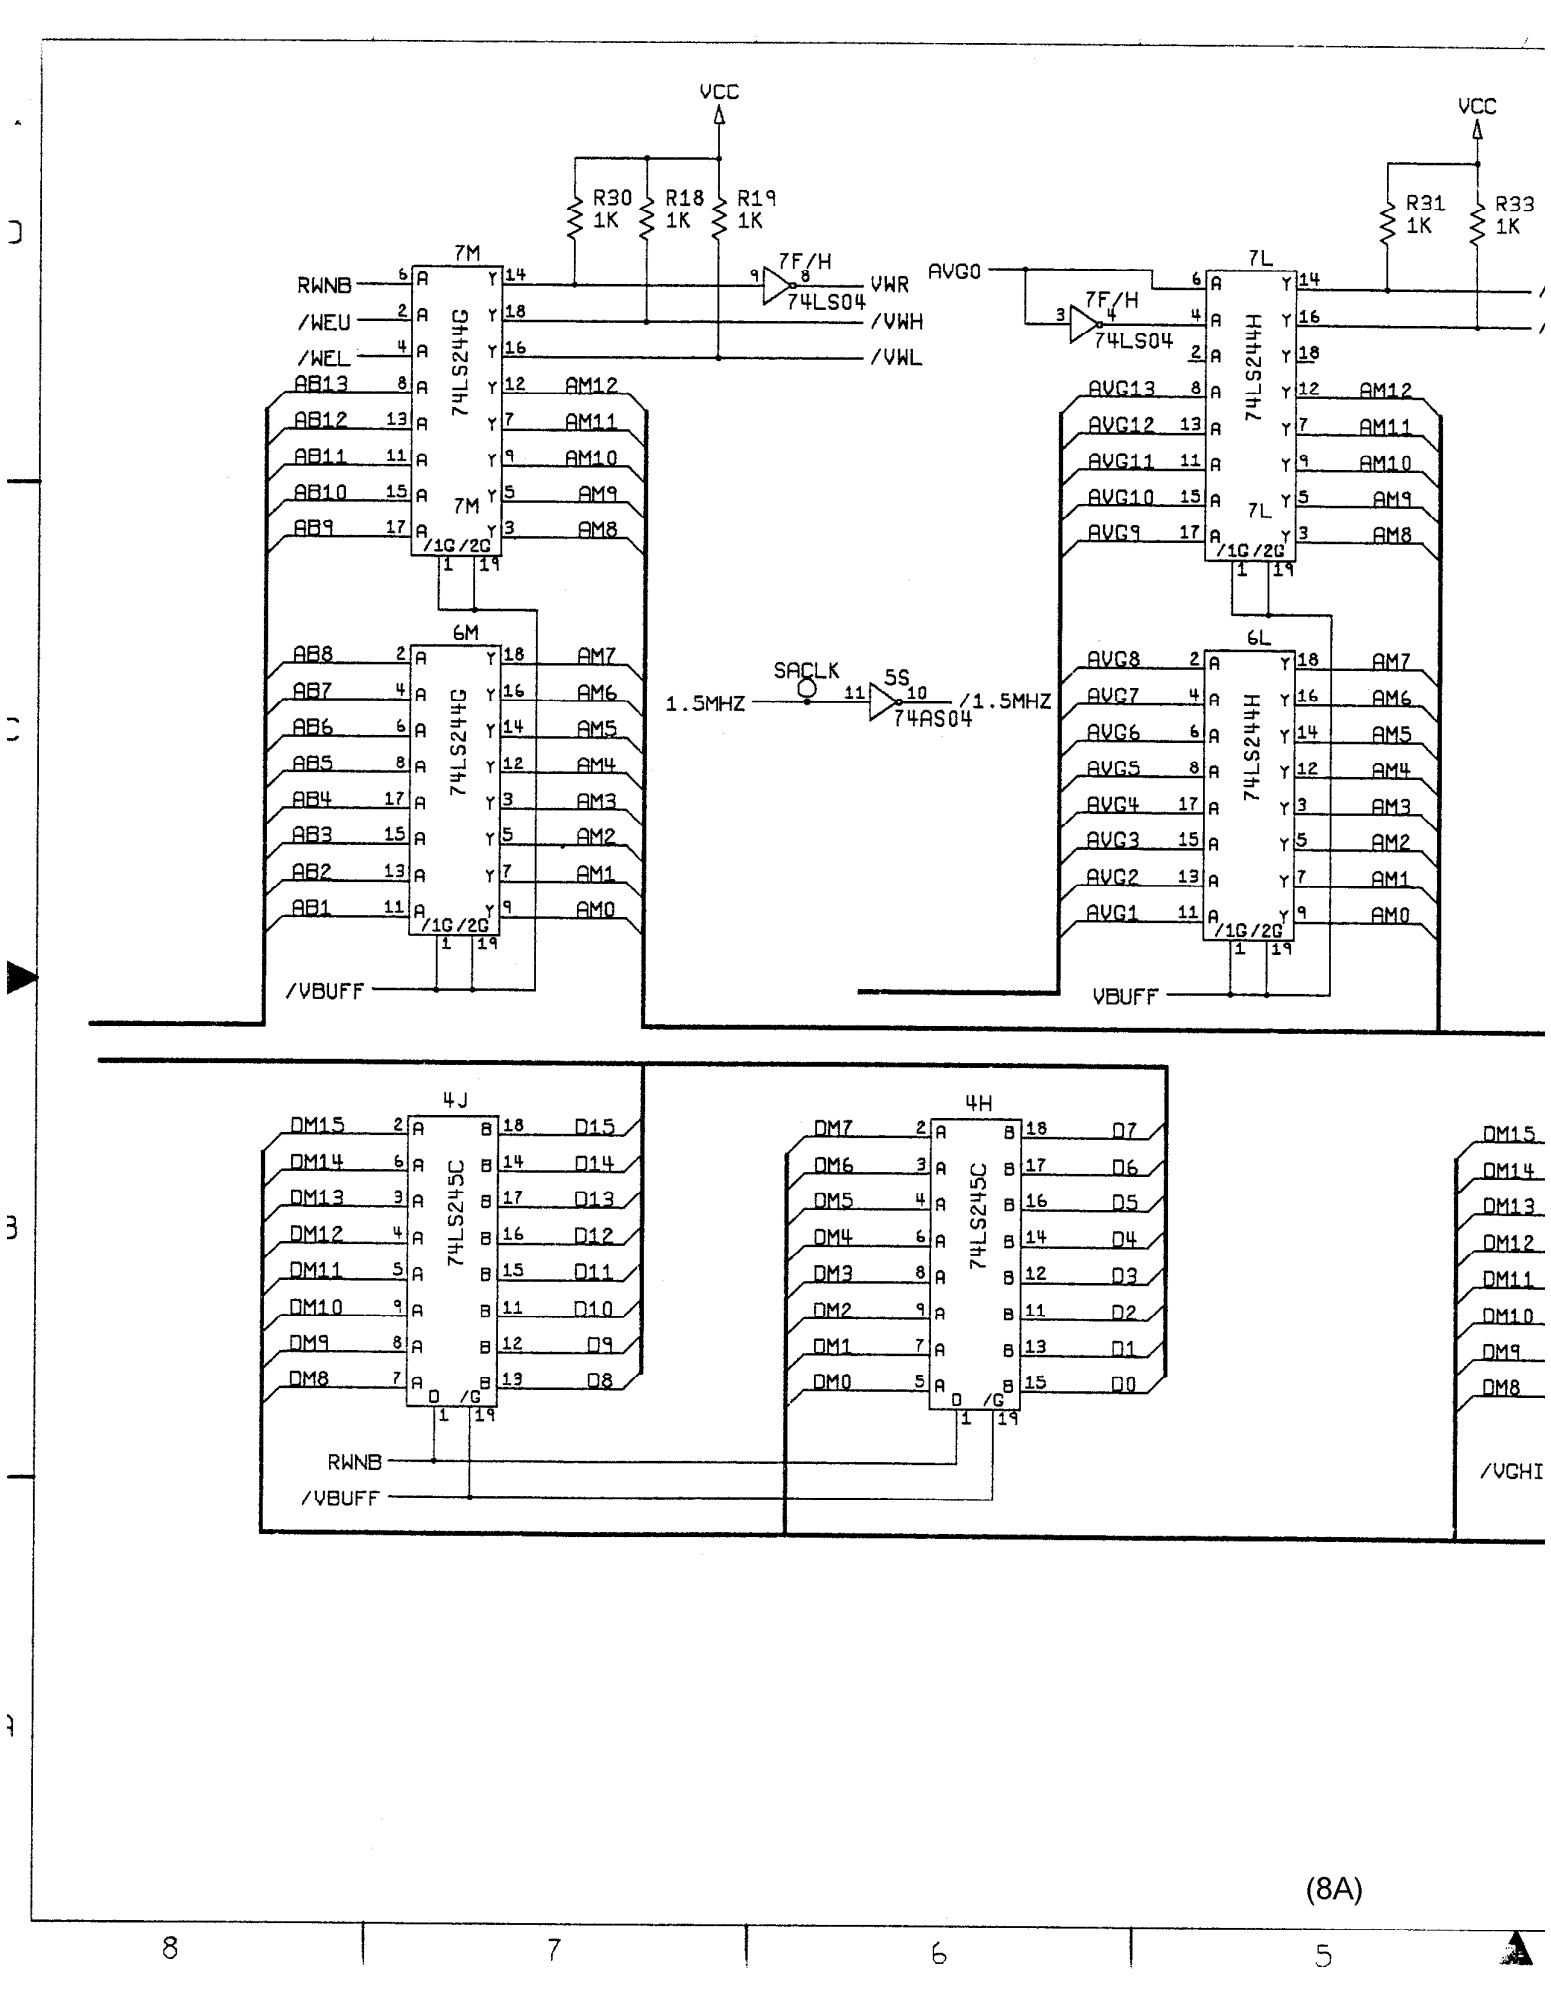 VCC
VCC
R30 R18 R19
1K 1K 1K
R31 R33
1K 1K
7M
RWNB 6 A Y 14
/WEU 2 A Y 18
/WEL 4 A Y 16
AB13 8 A Y 12 AM12
AB12 13 A Y 7 AM11
AB11 11 A Y 9 AM10
AB10 15 A Y 5 AM9
7M
AB9 17 A Y 3 AM8
74LS244G
/1G /2G
1 19
7F/H
9 8 VWR
74LS04
/VWH
/VWL
AVG0
7F/H
3 4
74LS04
7L
6 A Y 14
4 A Y 16
2 A Y 18
AVG13 8 A Y 12 AM12
AVG12 13 A Y 7 AM11
AVG11 11 A Y 9 AM10
AVG10 15 A Y 5 AM9
7L
AVG9 17 A Y 3 AM8
74LS244H
/1G /2G
1 19
6M
AB8 2 A Y 18 AM7
AB7 4 A Y 16 AM6
AB6 6 A Y 14 AM5
AB5 8 A Y 12 AM4
AB4 17 A Y 3 AM3
AB3 15 A Y 5 AM2
AB2 13 A Y 7 AM1
AB1 11 A Y 9 AM0
74LS244G
/1G /2G
1 19
/VBUFF
SACLK
5S
1.5MHZ 11 10 /1.5MHZ
74AS04
6L
AVG8 2 A Y 18 AM7
AVG7 4 A Y 16 AM6
AVG6 6 A Y 14 AM5
AVG5 8 A Y 12 AM4
AVG4 17 A Y 3 AM3
AVG3 15 A Y 5 AM2
AVG2 13 A Y 7 AM1
AVG1 11 A Y 9 AM0
74LS244H
/1G /2G
1 19
VBUFF
4J
DM15 2 A B 18 D15
DM14 6 A B 14 D14
DM13 3 A B 17 D13
DM12 4 A B 16 D12
DM11 5 A B 15 D11
DM10 9 A B 11 D10
DM9 8 A B 12 D9
DM8 7 A B 13 D8
74LS245C
D /G
1 19
4H
DM7 2 A B 18 D7
DM6 3 A B 17 D6
DM5 4 A B 16 D5
DM4 6 A B 14 D4
DM3 8 A B 12 D3
DM2 9 A B 11 D2
DM1 7 A B 13 D1
DM0 5 A B 15 D0
74LS245C
D /G
1 19
RWNB
/VBUFF
DM15
DM14
DM13
DM12
DM11
DM10
DM9
DM8
/VGHI
(8A)
8 7 6 5